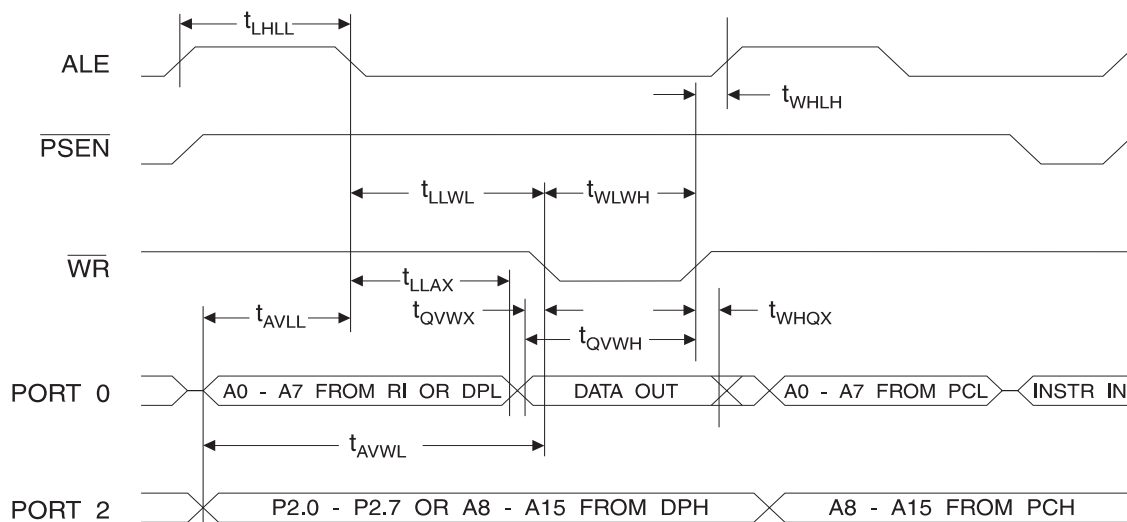 tLHLL
ALE
tWHLH
PSEN
tLLWL
tWLWH
WR
tLLAX
tAVLL
tQVWX
tWHQX
tQVWH
PORT 0
A0 - A7 FROM RI OR DPL
DATA OUT
A0 - A7 FROM PCL
INSTR IN
tAVWL
PORT 2
P2.0 - P2.7 OR A8 - A15 FROM DPH
A8 - A15 FROM PCH